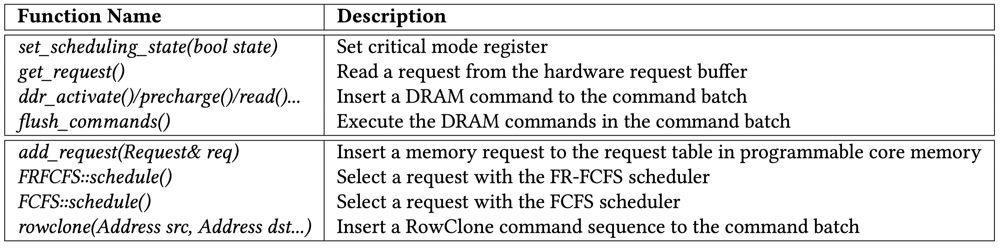 Function Name Description
set_scheduling_state(bool state) Set critical mode register
get_request() Read a request from the hardware request buffer
ddr_activate()/precharge()/read()... Insert a DRAM command to the command batch
flush_commands() Execute the DRAM commands in the command batch
add_request(Request& req) Insert a memory request to the request table in programmable core memory
FRFCFS::schedule() Select a request with the FR-FCFS scheduler
FCFS::schedule() Select a request with the FCFS scheduler
rowclone(Address src, Address dst...) Insert a RowClone command sequence to the command batch